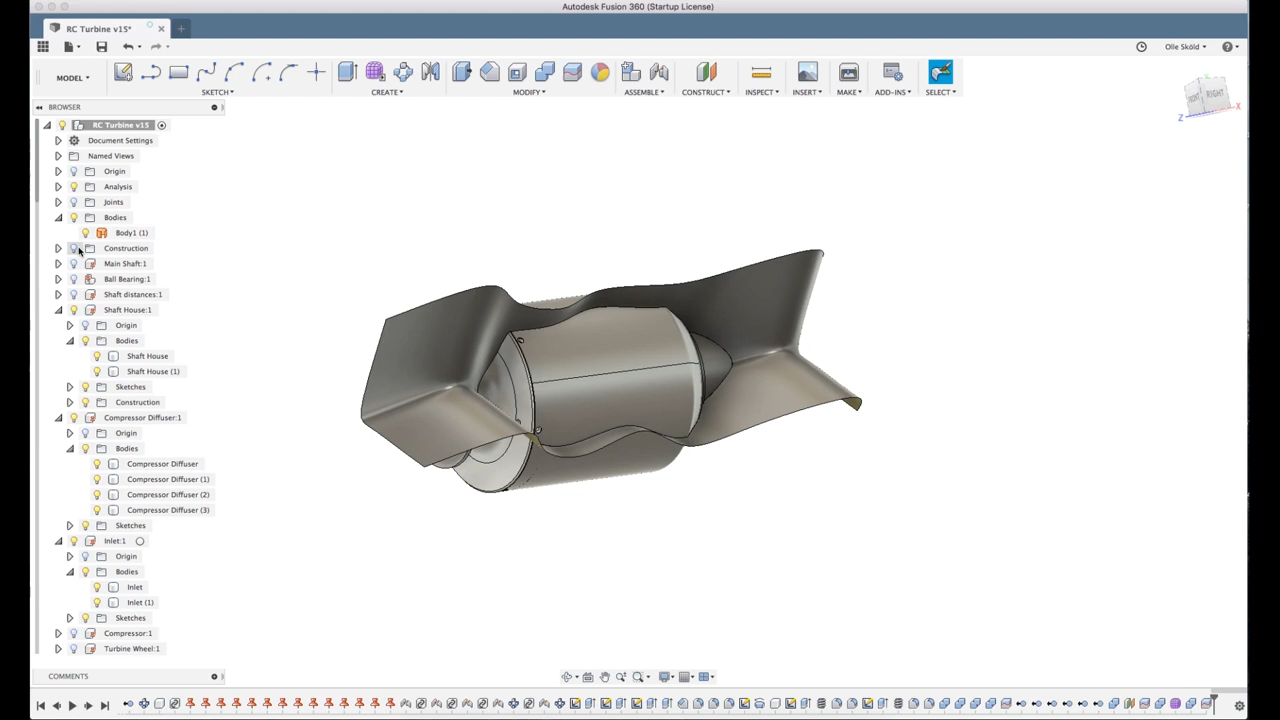 Autodesk Fusion 360 (Startup License)
RC Turbine v15*
Olle Sköld
MODEL
SKETCH
CREATE
MODIFY
ASSEMBLE
CONSTRUCT
INSPECT
INSERT
MAKE
ADD-INS
SELECT
BROWSER
FRONT
RIGHT
X
Z
RC Turbine v15
Document Settings
Named Views
Origin
Analysis
Joints
Bodies
Body1 (1)
Construction
Main Shaft:1
Ball Bearing:1
Shaft distances:1
Shaft House:1
Origin
Bodies
Shaft House
Shaft House (1)
Sketches
Construction
Compressor Diffuser:1
Origin
Bodies
Compressor Diffuser
Compressor Diffuser (1)
Compressor Diffuser (2)
Compressor Diffuser (3)
Sketches
Inlet:1
Origin
Bodies
Inlet
Inlet (1)
Sketches
Compressor:1
Turbine Wheel:1
COMMENTS